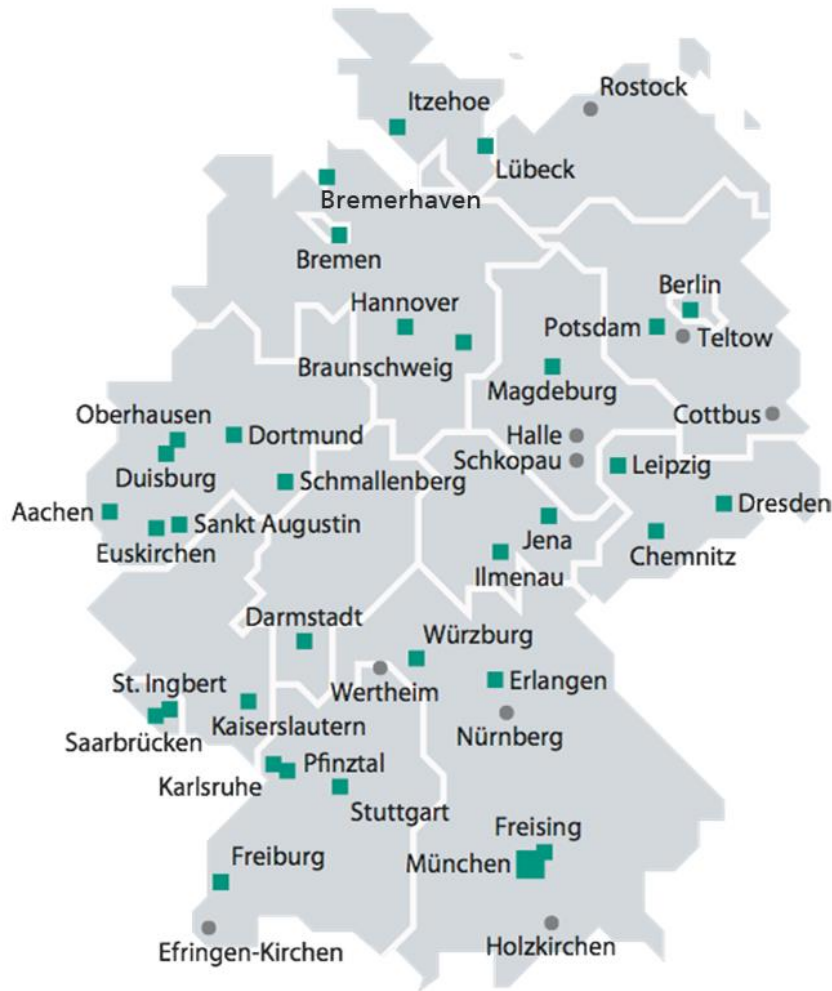 Rostock
Itzehoe
Lübeck
Bremerhaven
Bremen
Berlin
Hannover
Potsdam
Teltow
Braunschweig
Magdeburg
Oberhausen
Cottbus
Dortmund
Halle
Duisburg
Schkopau
Leipzig
Schmallenberg
Aachen
Dresden
Sankt Augustin
Euskirchen
Jena
Chemnitz
Ilmenau
Darmstadt
Würzburg
St. Ingbert
Wertheim
Erlangen
Kaiserslautern
Nürnberg
Saarbrücken
Pfinztal
Karlsruhe
Stuttgart
Freising
Freiburg
München
Efringen-Kirchen
Holzkirchen